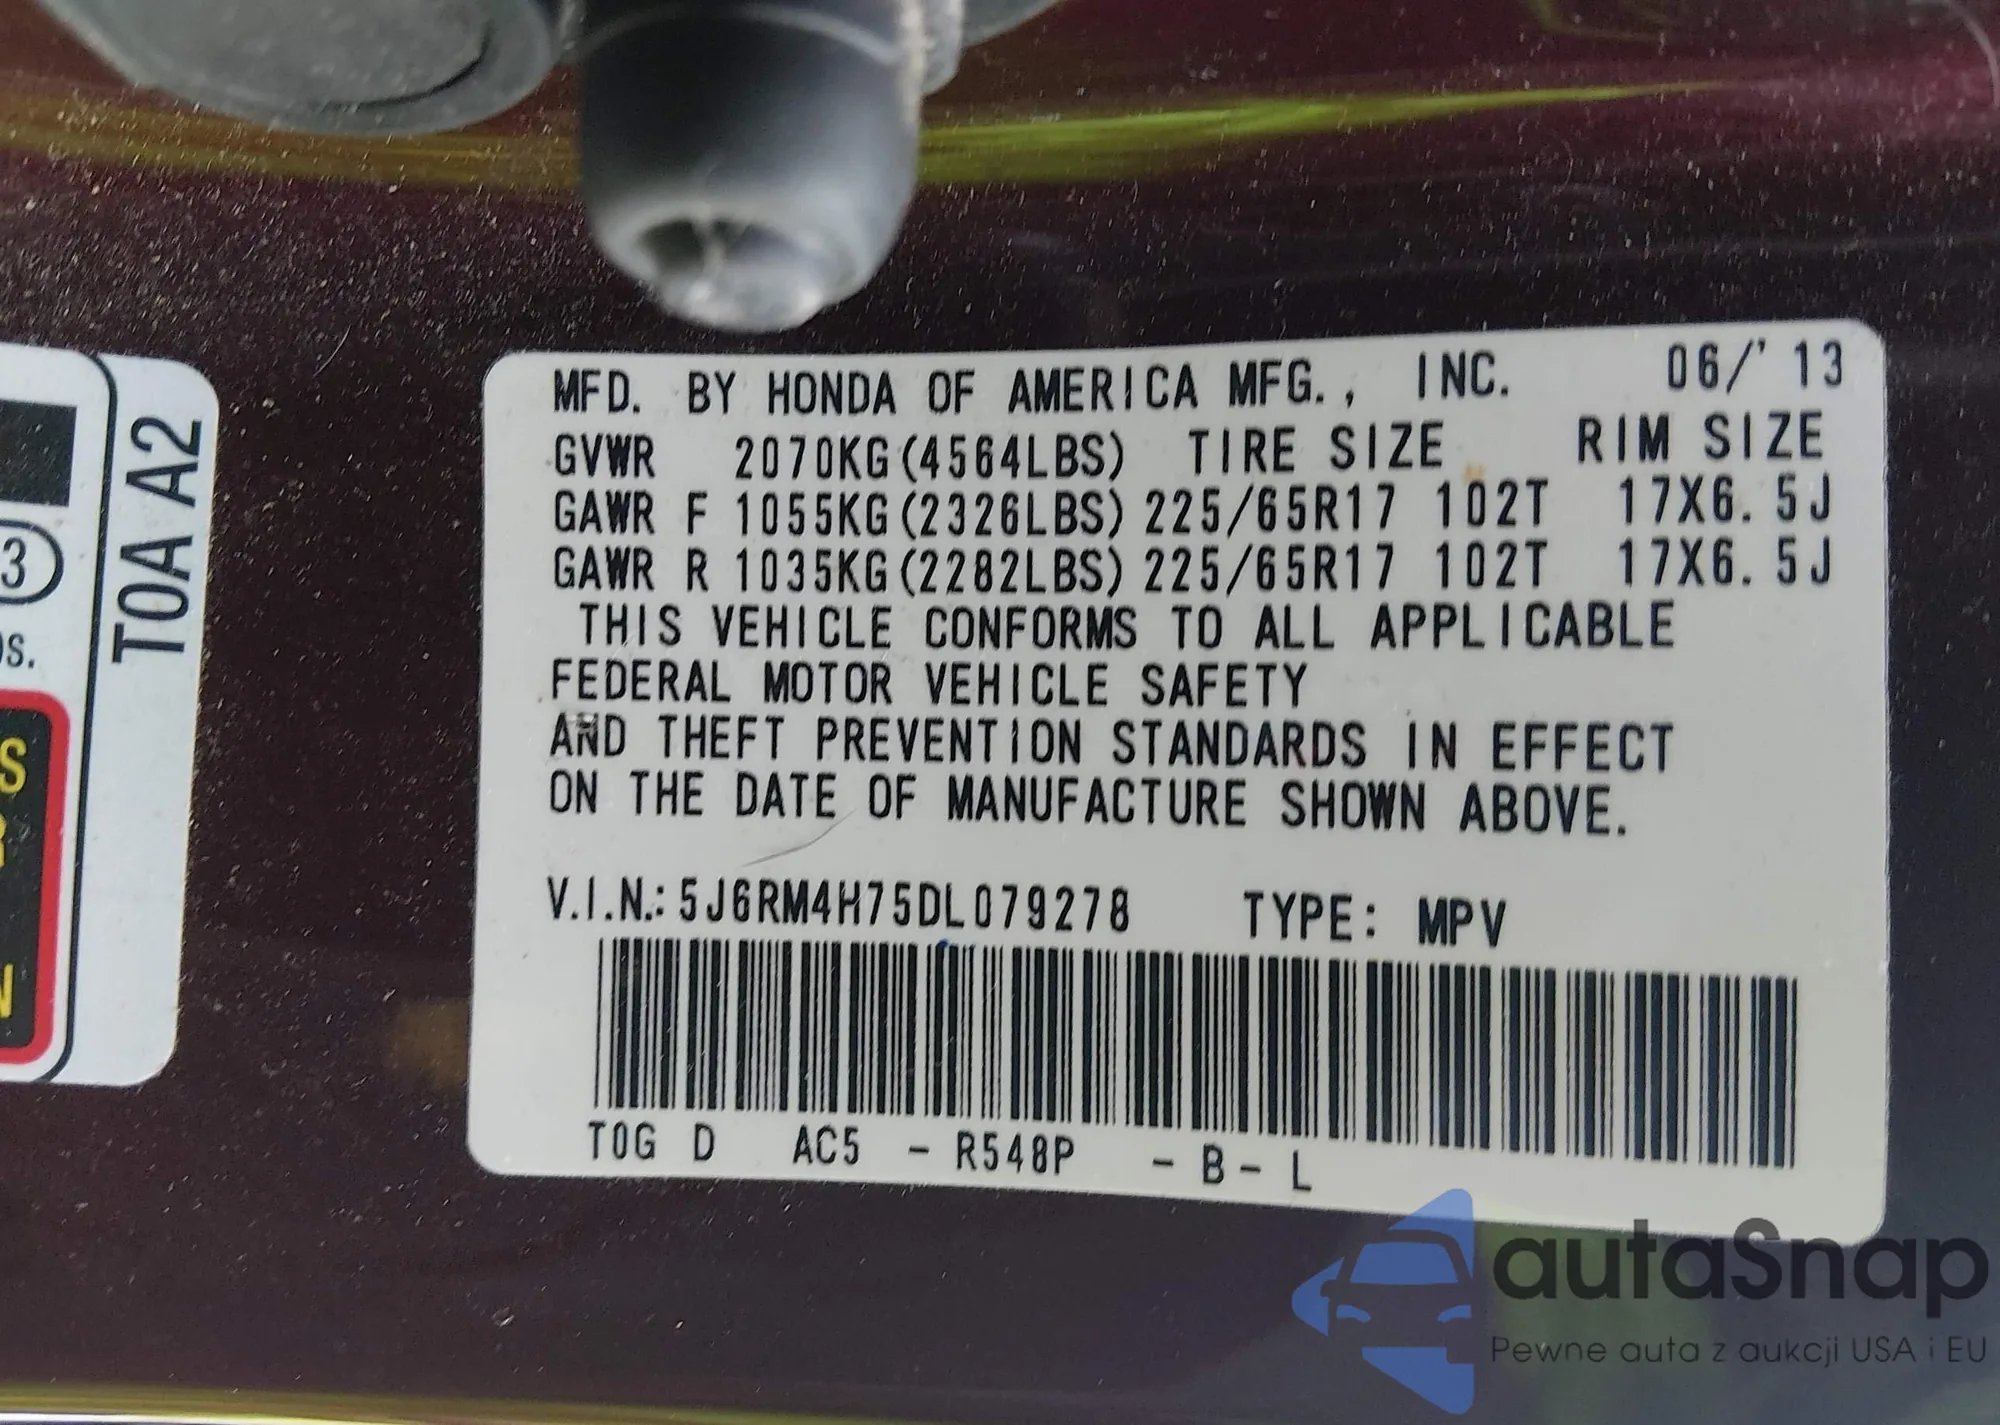 MFD. BY HONDA OF AMERICA MFG., INC. 06/'13
GVWR 2070KG(4564LBS) TIRE SIZE RIM SIZE
GAWR F 1055KG(2326LBS) 225/65R17 102T 17X6.5J
GAWR R 1035KG(2282LBS) 225/65R17 102T 17X6.5J
THIS VEHICLE CONFORMS TO ALL APPLICABLE
FEDERAL MOTOR VEHICLE SAFETY
AND THEFT PREVENTION STANDARDS IN EFFECT
ON THE DATE OF MANUFACTURE SHOWN ABOVE.
V.I.N.: 5J6RM4H75DL079278 TYPE: MPV
T0G D AC5 - R548P - B - L
T0A A2
3
S
N
autaSnap
Pewne auta z aukcji USA i EU